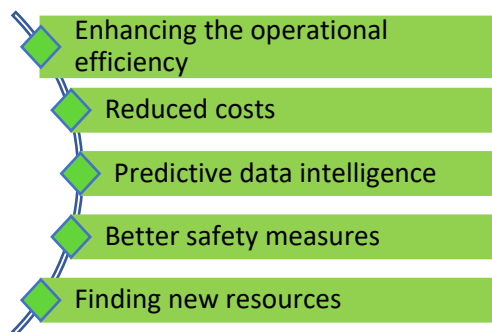 Enhancing the operational
efficiency
Reduced costs
Predictive data intelligence
Better safety measures
Finding new resources